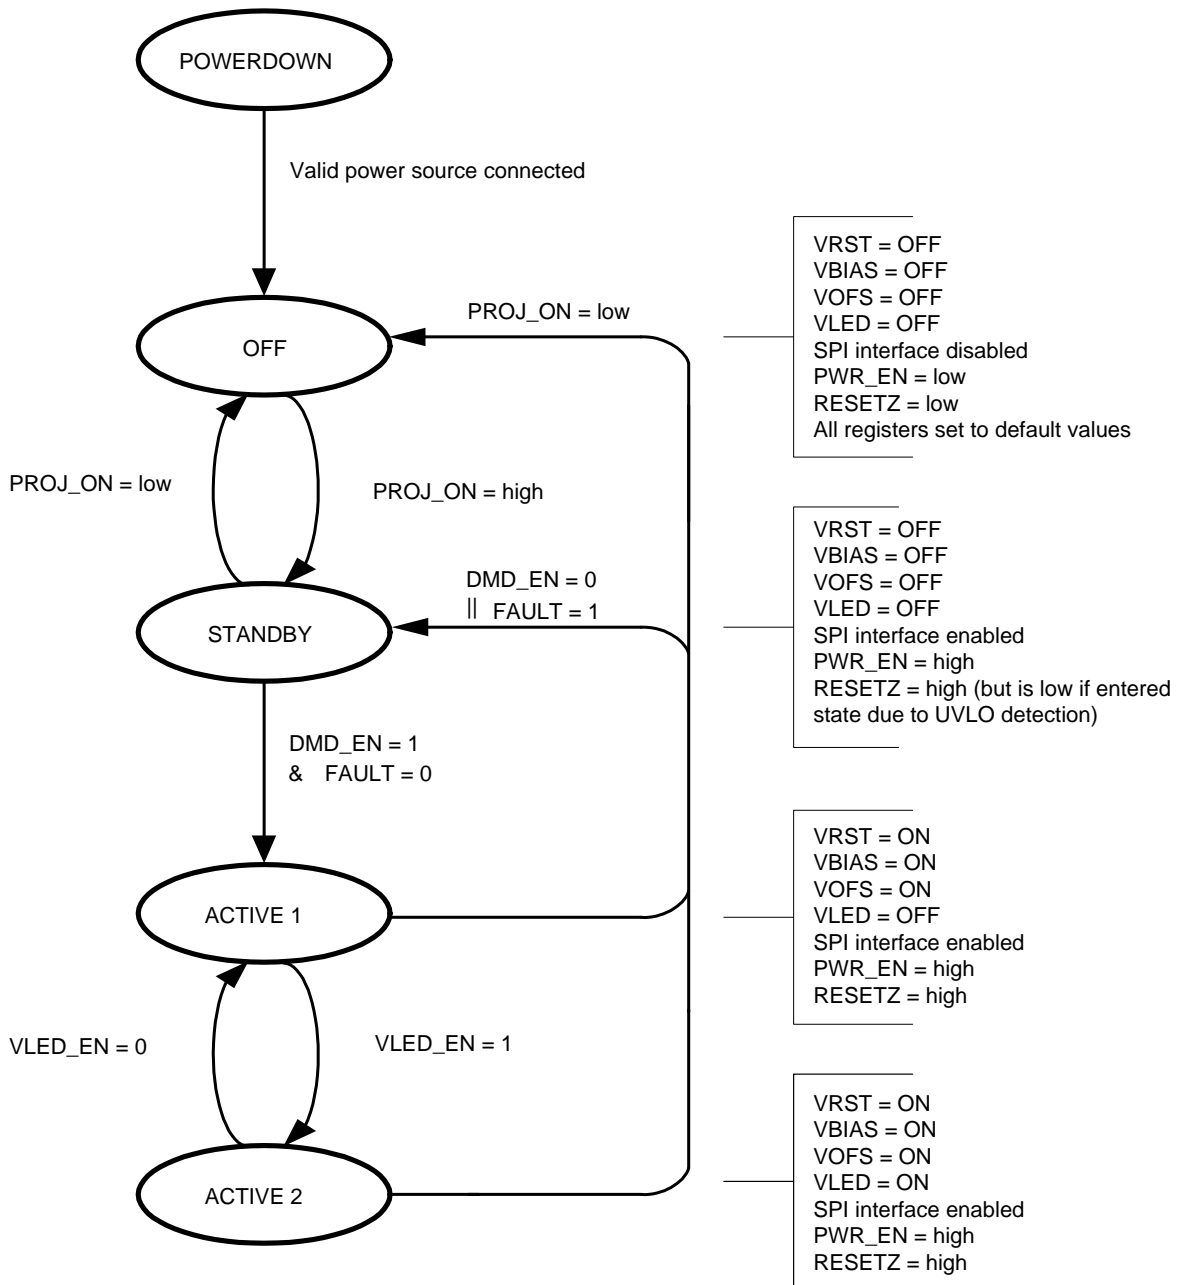 POWERDOWN
Valid power source connected
OFF
PROJ_ON = low
VRST = OFF
VBIAS = OFF
VOFS = OFF
VLED = OFF
SPI interface disabled
PWR_EN = low
RESETZ = low
All registers set to default values
PROJ_ON = low
PROJ_ON = high
STANDBY
DMD_EN = 0
|| FAULT = 1
VRST = OFF
VBIAS = OFF
VOFS = OFF
VLED = OFF
SPI interface enabled
PWR_EN = high
RESETZ = high (but is low if entered
state due to UVLO detection)
DMD_EN = 1
& FAULT = 0
ACTIVE 1
VRST = ON
VBIAS = ON
VOFS = ON
VLED = OFF
SPI interface enabled
PWR_EN = high
RESETZ = high
VLED_EN = 0
VLED_EN = 1
ACTIVE 2
VRST = ON
VBIAS = ON
VOFS = ON
VLED = ON
SPI interface enabled
PWR_EN = high
RESETZ = high